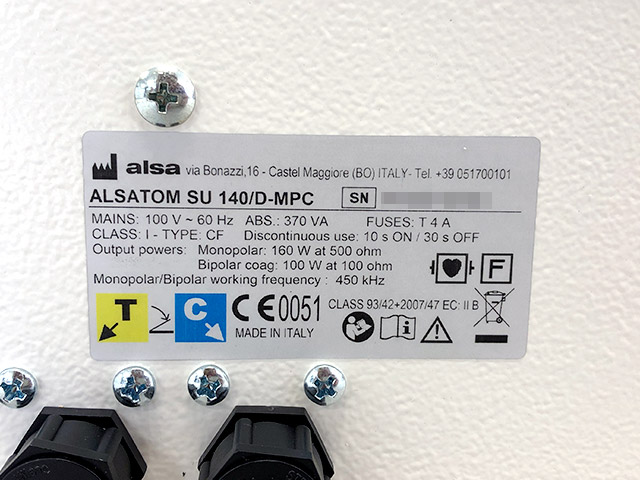 alsa via Bonazzi,16 - Castel Maggiore (BO) ITALY- Tel. +39 051700101
ALSATOM SU 140/D-MPC SN
MAINS: 100 V ~ 60 Hz ABS.: 370 VA FUSES: T 4 A
CLASS: I - TYPE: CF Discontinuous use: 10 s ON / 30 s OFF
Output powers: Monopolar: 160 W at 500 ohm
Bipolar coag: 100 W at 100 ohm
Monopolar/Bipolar working frequency : 450 kHz
F
T C CE0051 CLASS 93/42+2007/47 EC: II B
MADE IN ITALY